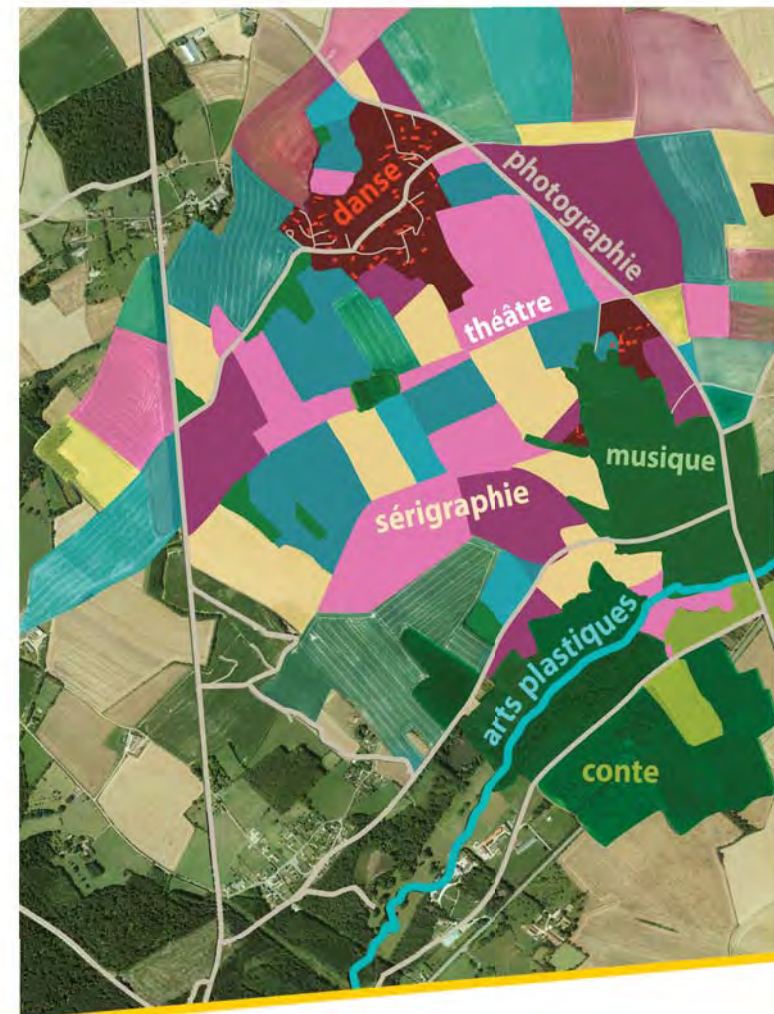 danse
photographie
théâtre
musique
sérigraphie
arts plastiques
conte